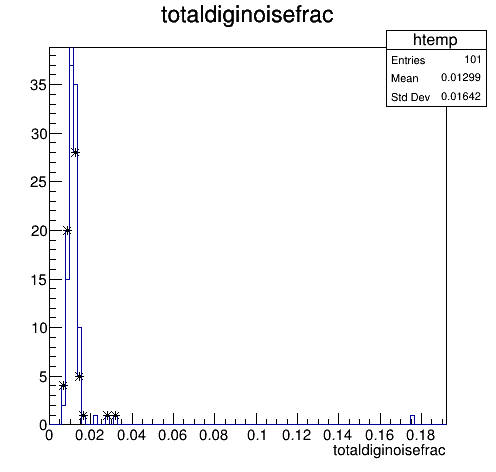 totaldiginoisefrac
htemp
Entries 101
Mean 0.01299
Std Dev 0.01642
35
30
25
20
15
10
5
0
0 0.02 0.04 0.06 0.08 0.1 0.12 0.14 0.16 0.18
totaldiginoisefrac